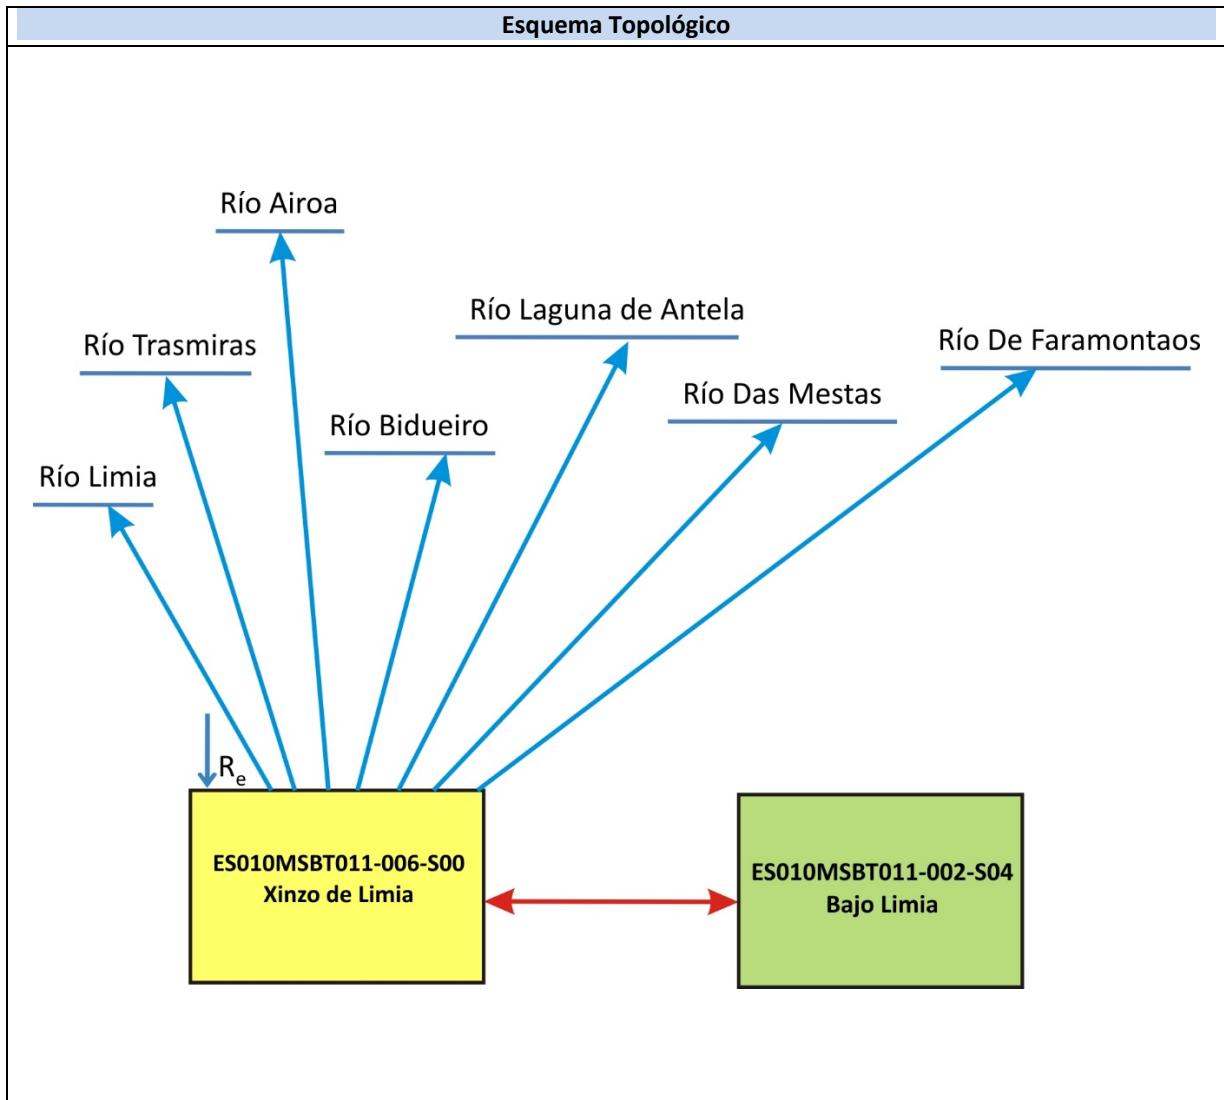 Esquema Topológico
Río Airoa
Río Laguna de Antela
Río Trasmiras
Río De Faramontaos
Río Das Mestas
Río Bidueiro
Río Limia
Re
ES010MSBT011-006-S00
Xinzo de Limia
ES010MSBT011-002-S04
Bajo Limia